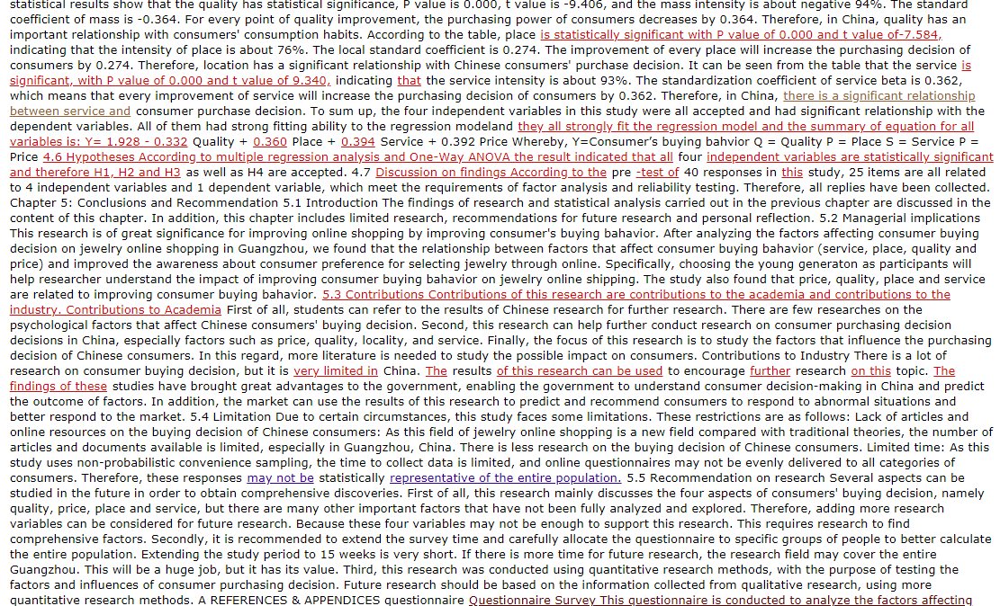 statistical results show that the quality has statistical significance, P value is 0.000, t value is -9.406, and the mass intensity is about negative 94%. The standard
coefficient of mass is -0.364. For every point of quality improvement, the purchasing power of consumers decreases by 0.364. Therefore, in China, quality has an
important relationship with consumers' consumption habits. According to the table, place is statistically significant with P value of 0.000 and t value of-7.584,
indicating that the intensity of place is about 76%. The local standard coefficient is 0.274. The improvement of every place will increase the purchasing decision of
consumers by 0.274. Therefore, location has a significant relationship with Chinese consumers' purchase decision. It can be seen from the table that the service is
significant, with P value of 0.000 and t value of 9.340, indicating that the service intensity is about 93%. The standardization coefficient of service beta is 0.362,
which means that every improvement of service will increase the purchasing decision of consumers by 0.362. Therefore, in China, there is a significant relationship
between service and consumer purchase decision. To sum up, the four independent variables in this study were all accepted and had significant relationship with the
dependent variables. All of them had strong fitting ability to the regression modeland they all strongly fit the regression model and the summary of equation for all
variables is: Y= 1.928 - 0.332 Quality + 0.360 Place + 0.394 Service + 0.392 Price Whereby, Y=Consumer’s buying bahvior Q = Quality P = Place S = Service P =
Price 4.6 Hypotheses According to multiple regression analysis and One-Way ANOVA the result indicated that all four independent variables are statistically significant
and therefore H1, H2 and H3 as well as H4 are accepted. 4.7 Discussion on findings According to the pre -test of 40 responses in this study, 25 items are all related
to 4 independent variables and 1 dependent variable, which meet the requirements of factor analysis and reliability testing. Therefore, all replies have been collected.
Chapter 5: Conclusions and Recommendation 5.1 Introduction The findings of research and statistical analysis carried out in the previous chapter are discussed in the
content of this chapter. In addition, this chapter includes limited research, recommendations for future research and personal reflection. 5.2 Managerial implications
This research is of great significance for improving online shopping by improving consumer's buying bahavior. After analyzing the factors affecting consumer buying
decision on jewelry online shopping in Guangzhou, we found that the relationship between factors that affect consumer buying bahavior (service, place, quality and
price) and improved the awareness about consumer preference for selecting jewelry through online. Specifically, choosing the young generaton as participants will
help researcher understand the impact of improving consumer buying bahavior on jewelry online shipping. The study also found that price, quality, place and service
are related to improving consumer buying behavior. 5.3 Contributions Contributions of this research are contributions to the academia and contributions to the
industry. Contributions to Academia First of all, students can refer to the results of Chinese research for further research. There are few researches on the
psychological factors that affect Chinese consumers' buying decision. Second, this research can help further conduct research on consumer purchasing decision
decisions in China, especially factors such as price, quality, locality, and service. Finally, the focus of this research is to study the factors that influence the purchasing
decision of Chinese consumers. In this regard, more literature is needed to study the possible impact on consumers. Contributions to Industry There is a lot of
research on consumer buying decision, but it is very limited in China. The results of this research can be used to encourage further research on this topic. The
findings of these studies have brought great advantages to the government, enabling the government to understand consumer decision-making in China and predict
the outcome of factors. In addition, the market can use the results of this research to predict and recommend consumers to respond to abnormal situations and
better respond to the market. 5.4 Limitation Due to certain circumstances, this study faces some limitations. These restrictions are as follows: Lack of articles and
online resources on the buying decision of Chinese consumers: As this field of jewelry online shopping is a new field compared with traditional theories, the number of
articles and documents available is limited, especially in Guangzhou, China. There is less research on the buying decision of Chinese consumers. Limited time: As this
study uses non-probabilistic convenience sampling, the time to collect data is limited, and online questionnaires may not be evenly delivered to all categories of
consumers. Therefore, these responses may not be statistically representative of the entire population. 5.5 Recommendation on research Several aspects can be
studied in the future in order to obtain comprehensive discoveries. First of all, this research mainly discusses the four aspects of consumers' buying decision, namely
quality, price, place and service, but there are many other important factors that have not been fully analyzed and explored. Therefore, adding more research
variables can be considered for future research. Because these four variables may not be enough to support this research. This requires research to find
comprehensive factors. Secondly, it is recommended to extend the survey time and carefully allocate the questionnaire to specific groups of people to better calculate
the entire population. Extending the study period to 15 weeks is very short. If there is more time for future research, the research field may cover the entire
Guangzhou. This will be a huge job, but it has its value. Third, this research was conducted using quantitative research methods, with the purpose of testing the
factors and influences of consumer purchasing decision. Future research should be based on the information collected from qualitative research, using more
quantitative research methods. A REFERENCES & APPENDICES questionnaire Questionnaire Survey This questionnaire is conducted to analyze the factors affecting